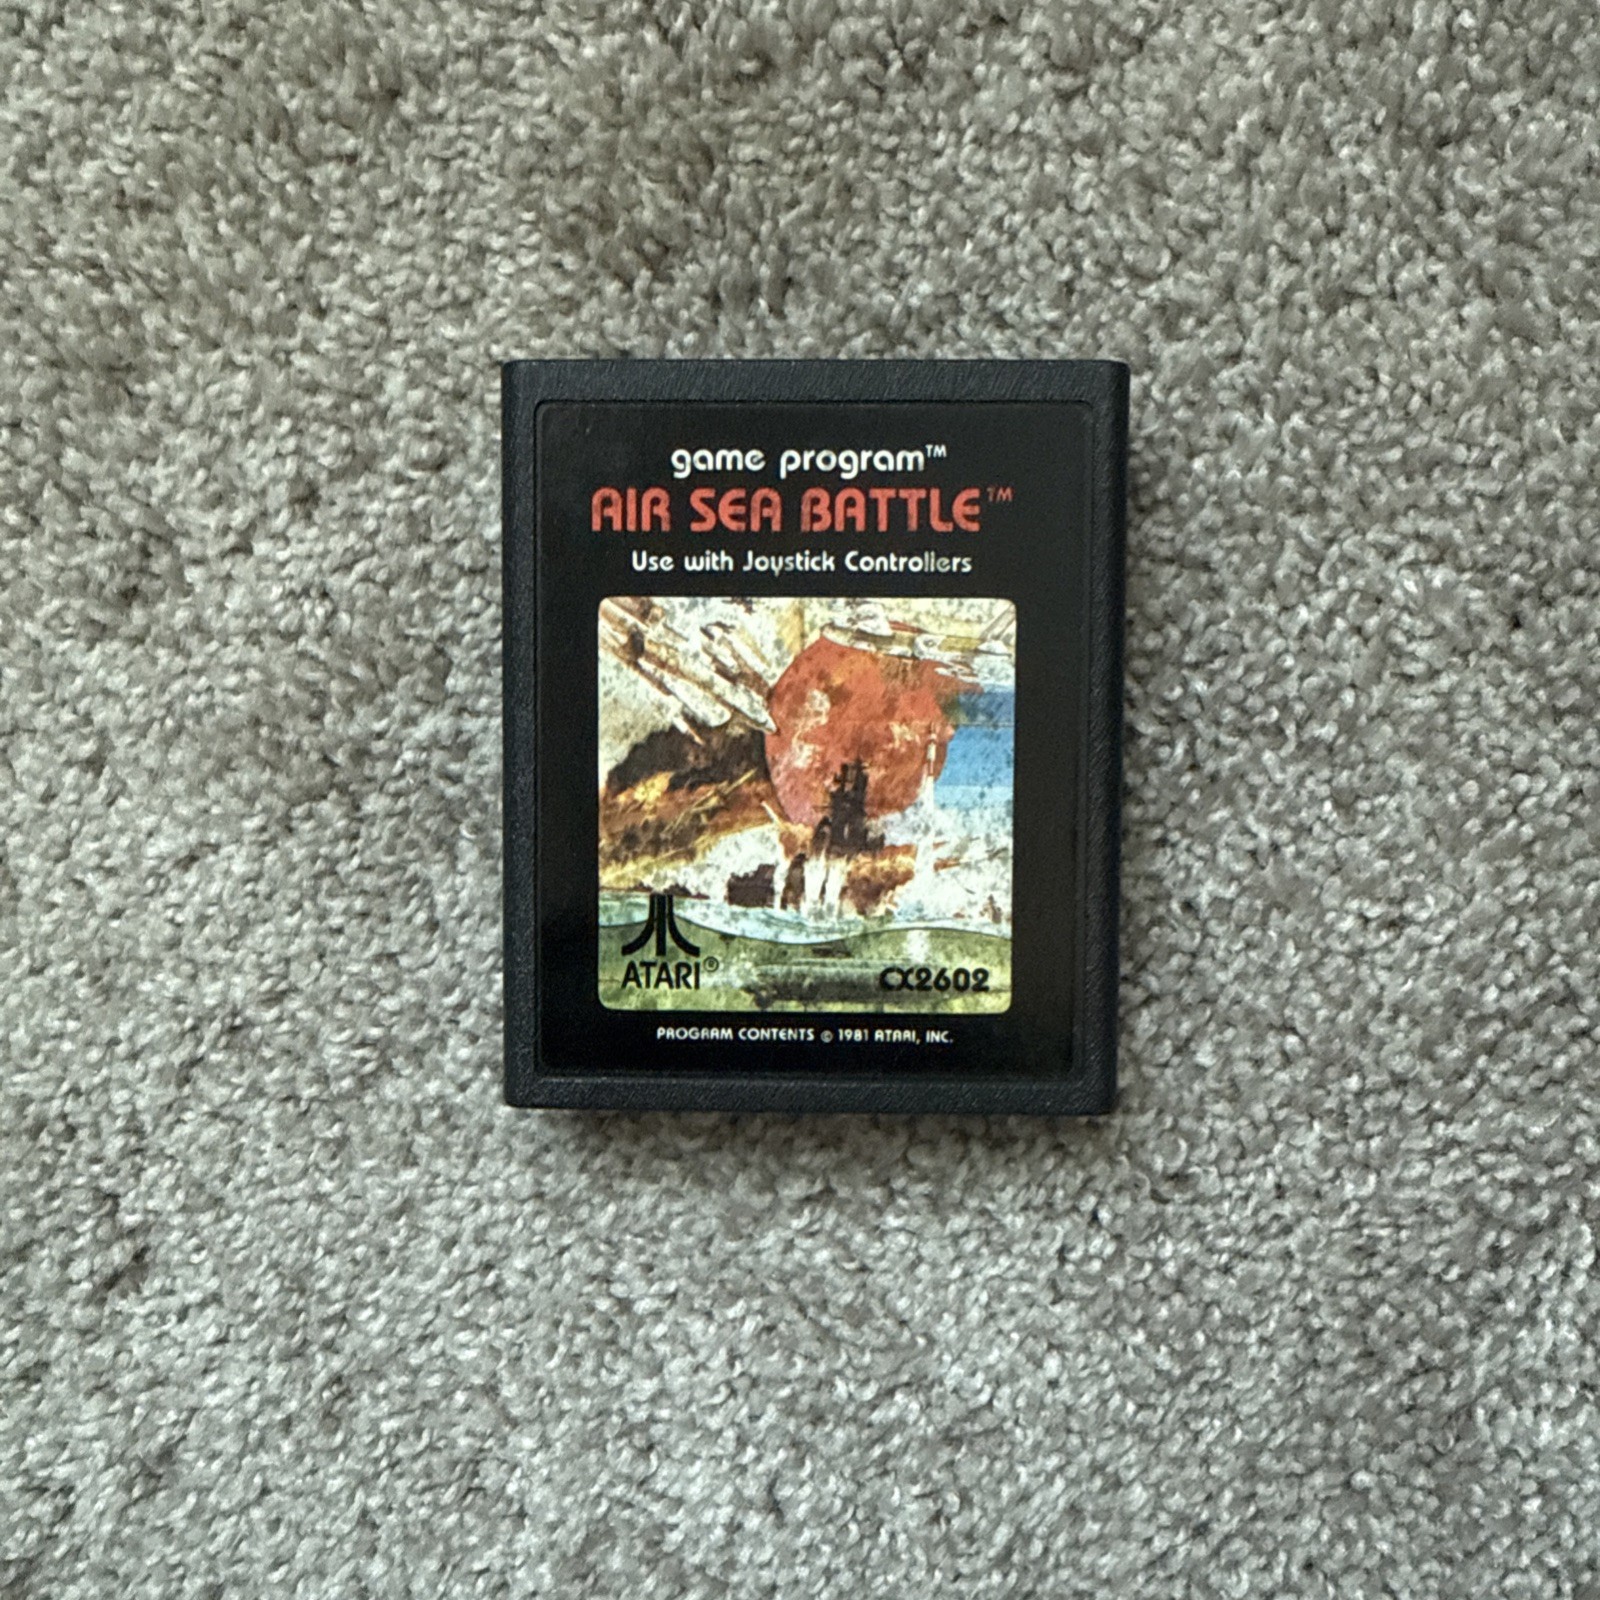 game program™
AIR SEA BATTLE™
Use with Joystick Controllers
ATARI®
CX2602
PROGRAM CONTENTS © 1981 ATARI, INC.